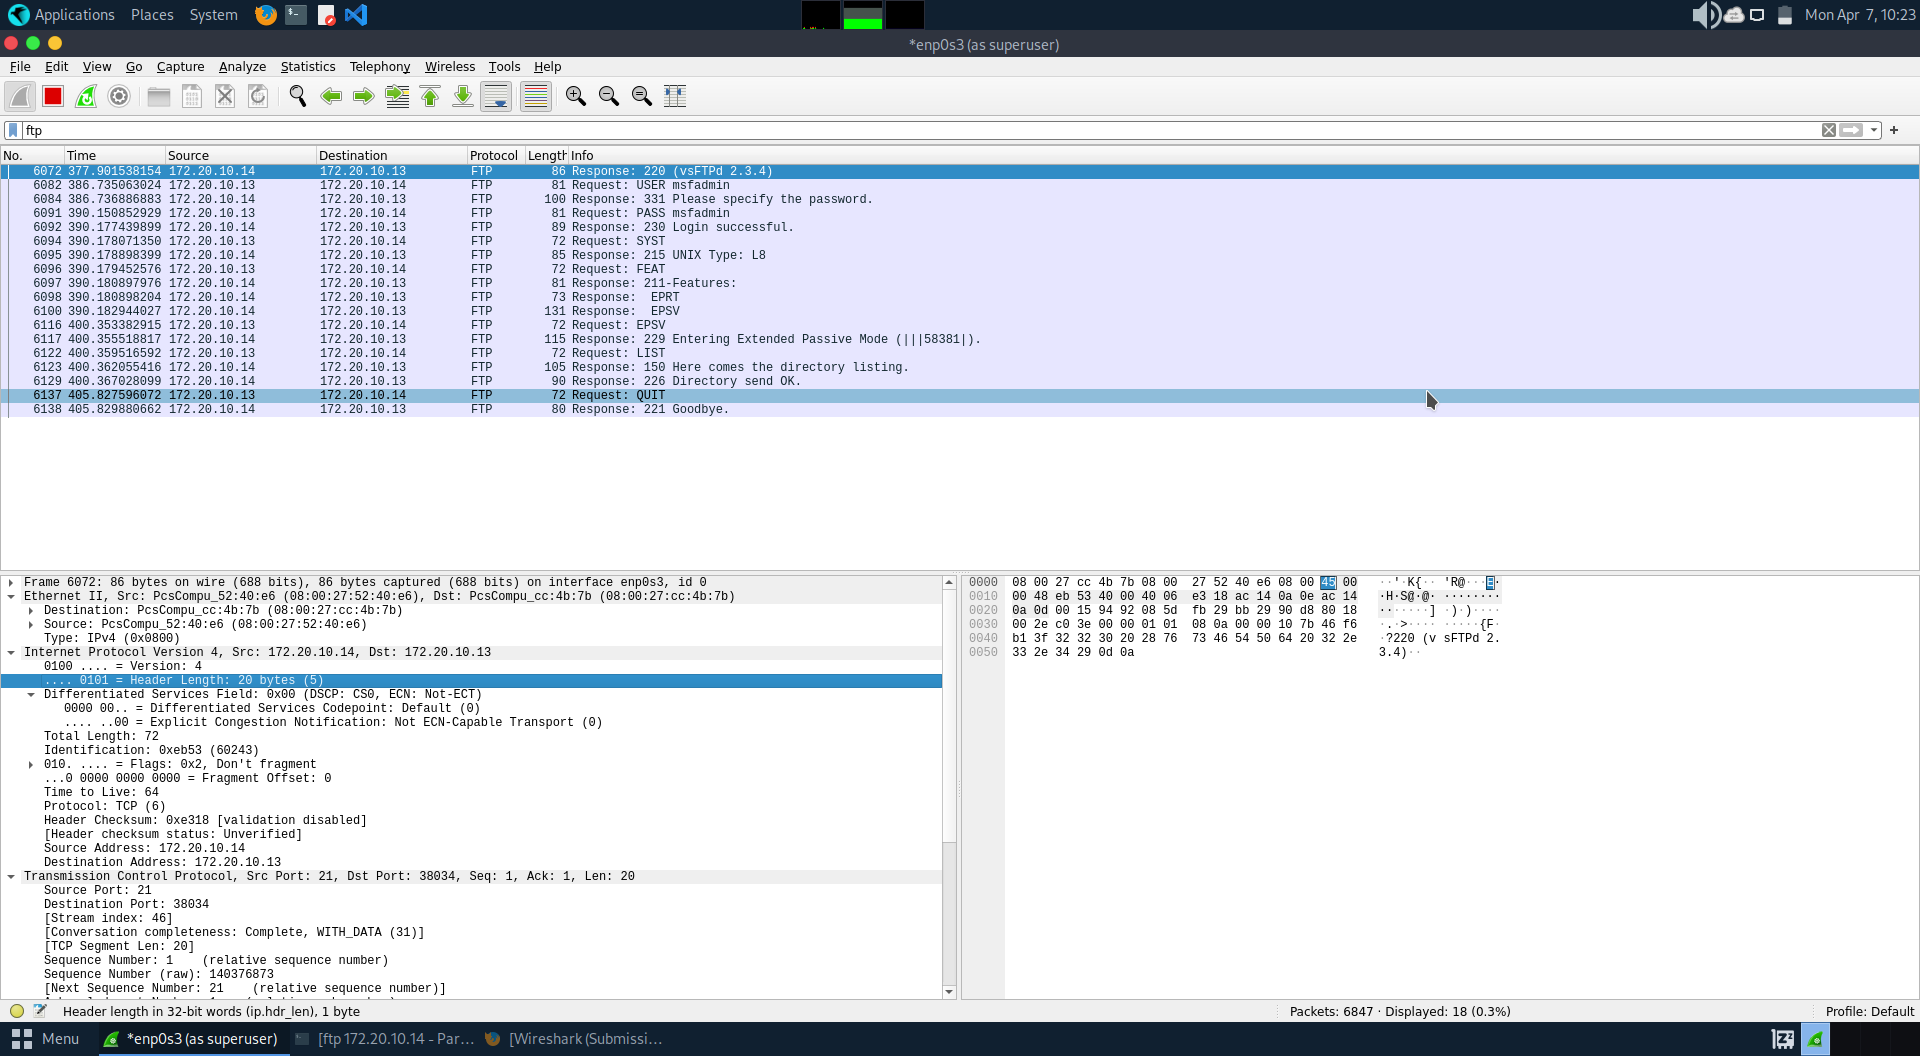 Applications Places System Mon Apr 7, 10:23
*enp0s3 (as superuser)
File Edit View Go Capture Analyze Statistics Telephony Wireless Tools Help
ftp
No. Time Source Destination Protocol Length Info
6072 377.901538154 172.20.10.14 172.20.10.13 FTP 86 Response: 220 (vsFTPd 2.3.4)
6082 386.735063024 172.20.10.13 172.20.10.14 FTP 81 Request: USER msfadmin
6084 386.736886883 172.20.10.14 172.20.10.13 FTP 100 Response: 331 Please specify the password.
6091 390.150852929 172.20.10.13 172.20.10.14 FTP 81 Request: PASS msfadmin
6092 390.177439899 172.20.10.14 172.20.10.13 FTP 89 Response: 230 Login successful.
6094 390.178071350 172.20.10.13 172.20.10.14 FTP 72 Request: SYST
6095 390.178898399 172.20.10.14 172.20.10.13 FTP 85 Response: 215 UNIX Type: L8
6096 390.179452576 172.20.10.13 172.20.10.14 FTP 72 Request: FEAT
6097 390.180897976 172.20.10.14 172.20.10.13 FTP 81 Response: 211-Features:
6098 390.180898204 172.20.10.14 172.20.10.13 FTP 73 Response: EPRT
6100 390.182944027 172.20.10.14 172.20.10.13 FTP 131 Response: EPSV
6116 400.353382915 172.20.10.13 172.20.10.14 FTP 72 Request: EPSV
6117 400.355518817 172.20.10.14 172.20.10.13 FTP 115 Response: 229 Entering Extended Passive Mode (|||58381|).
6122 400.359516592 172.20.10.13 172.20.10.14 FTP 72 Request: LIST
6123 400.362055416 172.20.10.14 172.20.10.13 FTP 105 Response: 150 Here comes the directory listing.
6129 400.367028099 172.20.10.14 172.20.10.13 FTP 90 Response: 226 Directory send OK.
6137 405.827596072 172.20.10.13 172.20.10.14 FTP 72 Request: QUIT
6138 405.829880662 172.20.10.14 172.20.10.13 FTP 80 Response: 221 Goodbye.
Frame 6072: 86 bytes on wire (688 bits), 86 bytes captured (688 bits) on interface enp0s3, id 0
Ethernet II, Src: PcsCompu_52:40:e6 (08:00:27:52:40:e6), Dst: PcsCompu_cc:4b:7b (08:00:27:cc:4b:7b)
Destination: PcsCompu_cc:4b:7b (08:00:27:cc:4b:7b)
Source: PcsCompu_52:40:e6 (08:00:27:52:40:e6)
Type: IPv4 (0x0800)
Internet Protocol Version 4, Src: 172.20.10.14, Dst: 172.20.10.13
0100 .... = Version: 4
.... 0101 = Header Length: 20 bytes (5)
Differentiated Services Field: 0x00 (DSCP: CS0, ECN: Not-ECT)
0000 00.. = Differentiated Services Codepoint: Default (0)
.... ..00 = Explicit Congestion Notification: Not ECN-Capable Transport (0)
Total Length: 72
Identification: 0xeb53 (60243)
010. .... = Flags: 0x2, Don't fragment
...0 0000 0000 0000 = Fragment Offset: 0
Time to Live: 64
Protocol: TCP (6)
Header Checksum: 0xe318 [validation disabled]
[Header checksum status: Unverified]
Source Address: 172.20.10.14
Destination Address: 172.20.10.13
Transmission Control Protocol, Src Port: 21, Dst Port: 38034, Seq: 1, Ack: 1, Len: 20
Source Port: 21
Destination Port: 38034
[Stream index: 46]
[Conversation completeness: Complete, WITH_DATA (31)]
[TCP Segment Len: 20]
Sequence Number: 1 (relative sequence number)
Sequence Number (raw): 140376873
[Next Sequence Number: 21 (relative sequence number)]
0000 08 00 27 cc 4b 7b 08 00 27 52 40 e6 08 00 45 00 ··'·K{·· 'R@···E·
0010 00 48 eb 53 40 00 40 06 e3 18 ac 14 0a 0e ac 14 ·H·S@·@· ········
0020 0a 0d 00 15 94 92 08 5d fb 29 bb 29 90 d8 80 18 ·······] ·)·)····
0030 00 2e c0 3e 00 00 01 01 08 0a 00 00 10 7b 46 f6 ·.·>···· ·····{F·
0040 b1 3f 32 32 30 20 28 76 73 46 54 50 64 20 32 2e ·?220 (v sFTPd 2.
0050 33 2e 34 29 0d 0a 3.4)··
Header length in 32-bit words (ip.hdr_len), 1 byte Packets: 6847 · Displayed: 18 (0.3%) Profile: Default
Menu *enp0s3 (as superuser) [ftp 172.20.10.14 - Par... [Wireshark (Submissi...